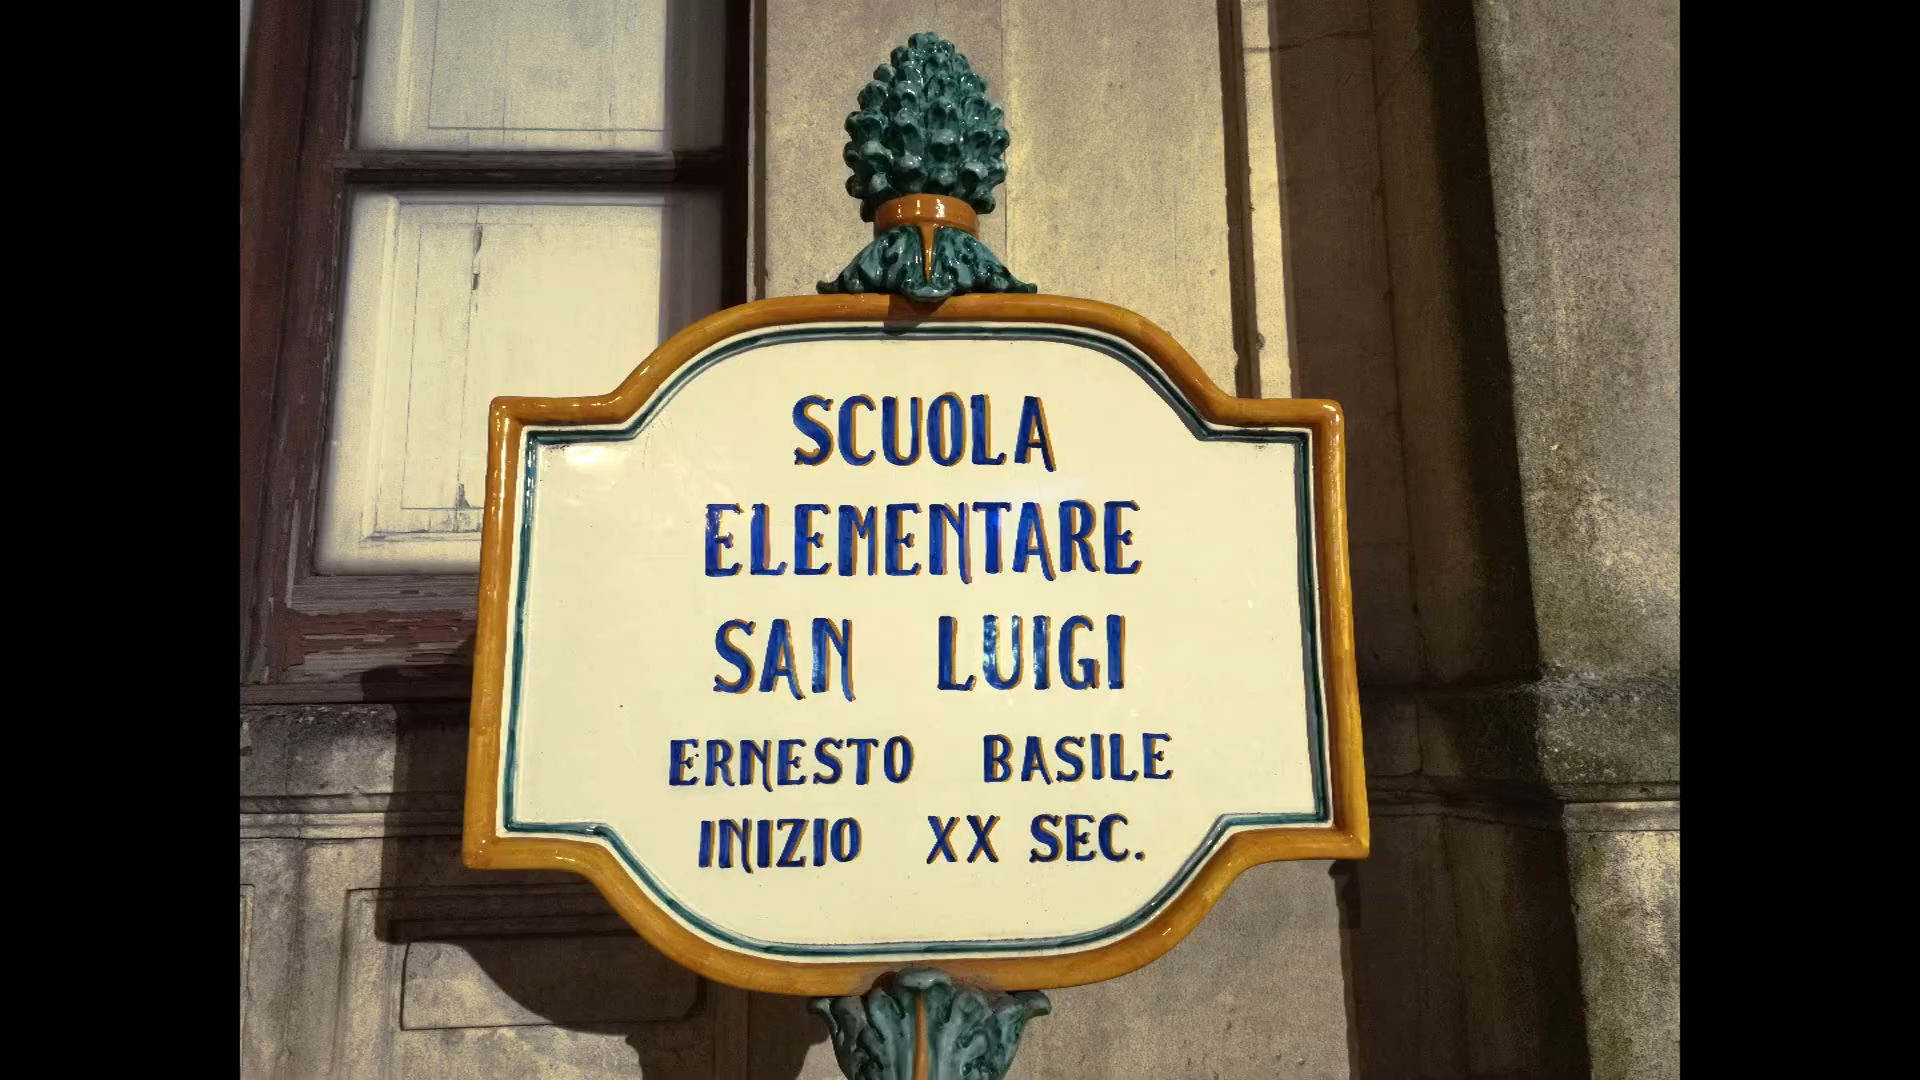 SCUOLA
ELEMENTARE
SAN LUIGI
ERNESTO BASILE
INIZIO XX SEC.